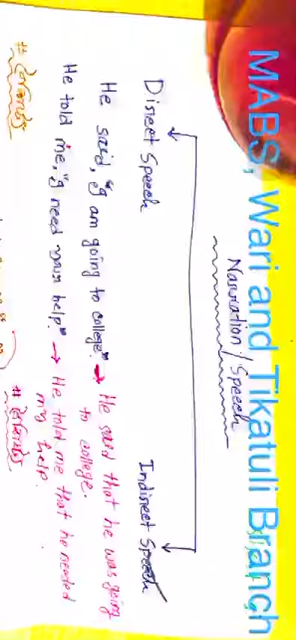 MABS, Wari and Tikatuli Branch
Narration/Speech
Direct Speech
Indirect Speech
He said, "I am going to college" → He said that he was going to college.
He told me, "I need your help" → He told me that he needed my help.